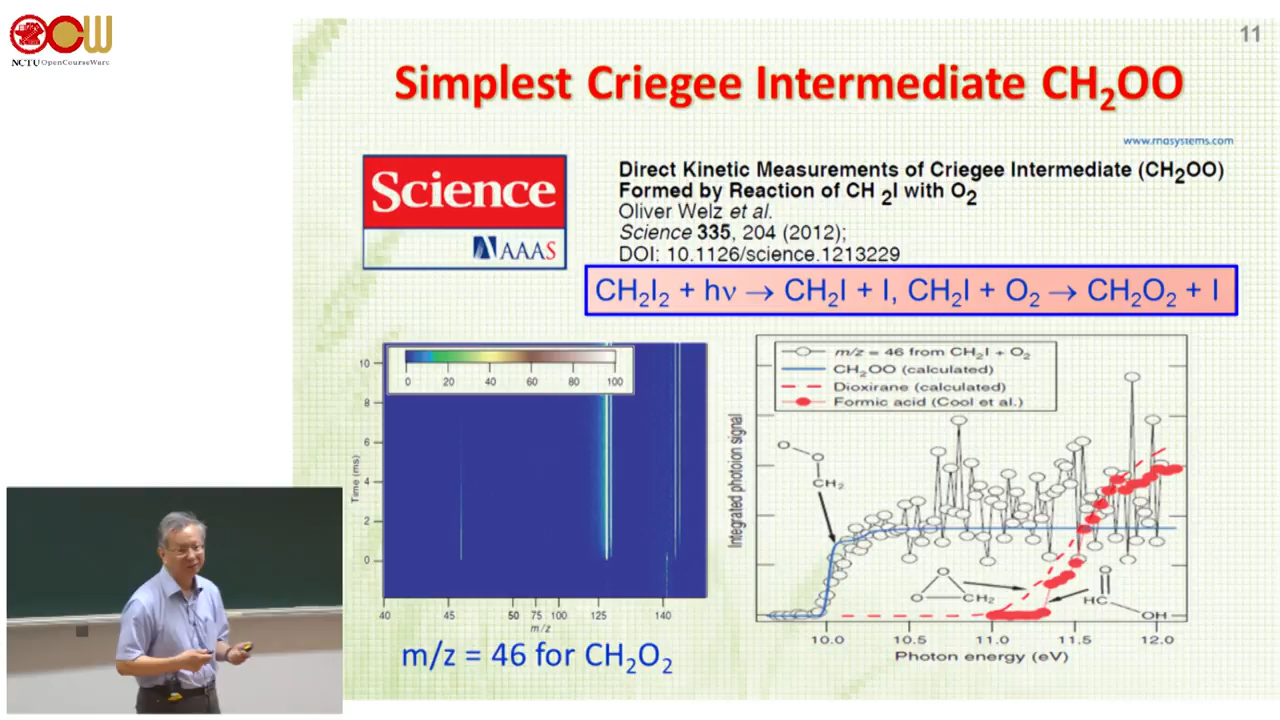 NCTU OpenCourseWare
11
Simplest Criegee Intermediate CH₂OO
www.rnasystems.com
Science
AAAS
Direct Kinetic Measurements of Criegee Intermediate (CH₂OO)
Formed by Reaction of CH ₂I with O₂
Oliver Welz et al.
Science 335, 204 (2012);
DOI: 10.1126/science.1213229
CH₂I₂ + hν → CH₂I + I, CH₂I + O₂ → CH₂O₂ + I
0 20 40 60 80 100
10
8
6
4
2
0
Time (ms)
40 45 50 75 100 125 140
m/z
m/z = 46 for CH₂O₂
m/z = 46 from CH₂I + O₂
CH₂OO (calculated)
Dioxirane (calculated)
Formic acid (Cool et al.)
Integrated photoion signal
O
O
CH₂
O
O
CH₂
O
HC
OH
10.0 10.5 11.0 11.5 12.0
Photon energy (eV)